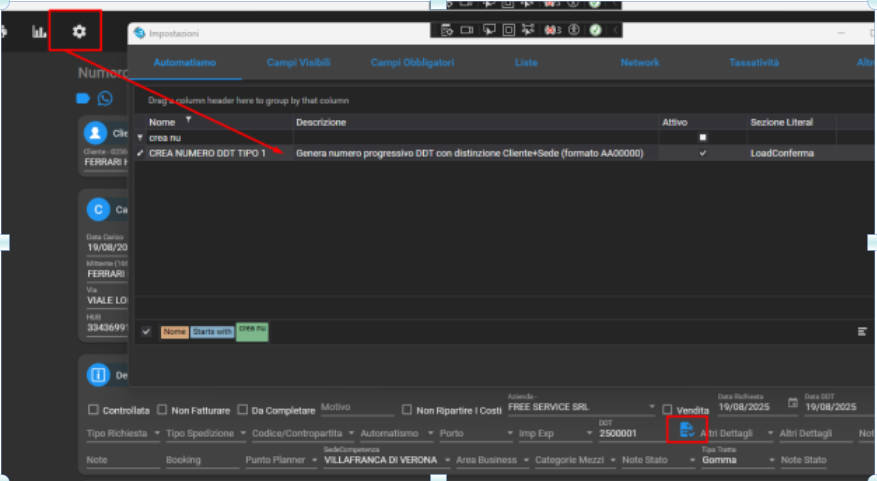 Impostazioni
Automatismo Campi Visibili Campi Obbligatori Liste Network Tassatività Altre
Numero
Drag a column header here to group by that column
Nome Descrizione Attivo Sezione Literal
crea nu
CREA NUMERO DDT TIPO 1 Genera numero progressivo DDT con distinzione Cliente+Sede (formato AA00000) LoadConferma
Clie
FERRARI
C Ca
Data Carico
19/08/20
FERRARI
Via
VIALE LO
HUB
33436991
Nome Starts with crea nu
De
Controllata Non Fatturare Da Completare Motivo Non Ripartire I Costi Azienda - FREE SERVICE SRL Vendita Data Richiesta 19/08/2025 Data DDT 19/08/2025
Tipo Richiesta Tipo Spedizione Codice/Contropartita Automatismo Porto Imp Exp DDT 2500001 Altri Dettagli Altri Dettagli Not
Note Booking Punto Planner SedeCompetenza VILLAFRANCA DI VERONA Area Business Categorie Mezzi Note Stato Tipo Tratta Gomma Note Stato